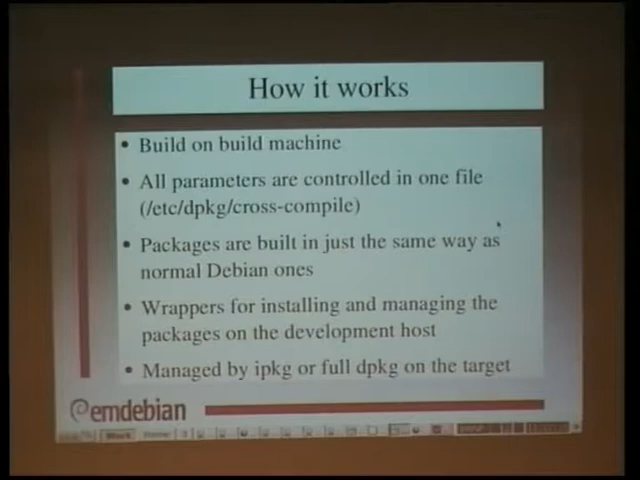 How it works
• Build on build machine
• All parameters are controlled in one file
(/etc/dpkg/cross-compile)
• Packages are built in just the same way as
normal Debian ones
• Wrappers for installing and managing the
packages on the development host
• Managed by ipkg or full dpkg on the target
emdebian